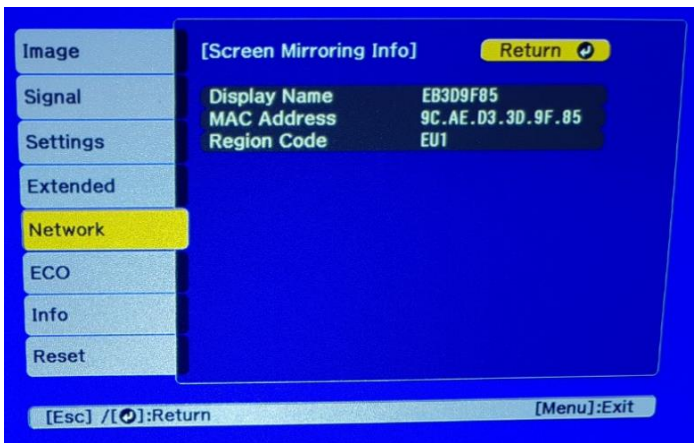 Image
Signal
Settings
Extended
Network
ECO
Info
Reset
[Screen Mirroring Info]
Return
Display Name EB3D9F85
MAC Address 9C.AE.D3.3D.9F.85
Region Code EU1
[Esc] /[⏎]:Return [Menu]:Exit